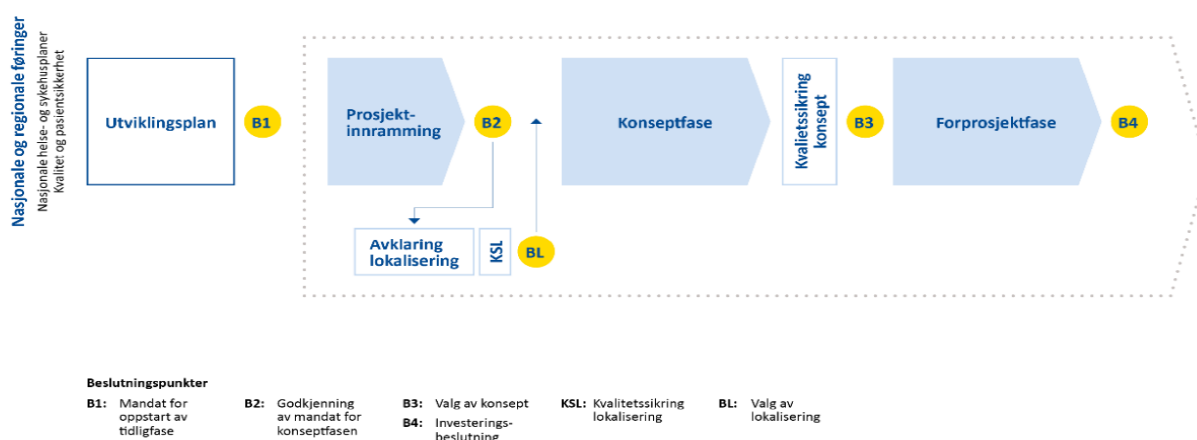 Nasjonale og regionale føringer
Nasjonale helse- og sykehusplaner
Kvalitet og pasientsikkerhet
Utviklingsplan
B1
Prosjekt-
innramming
B2
Konseptfase
Kvalietssikring
konsept
B3
Forprosjektfase
B4
Avklaring
lokalisering
KSL
BL
Beslutningspunkter
B1: Mandat for
oppstart av
tidligfase
B2: Godkjenning
av mandat for
konseptfasen
B3: Valg av konsept
B4: Investerings-
beslutning
KSL: Kvalitetssikring
lokalisering
BL: Valg av
lokalisering